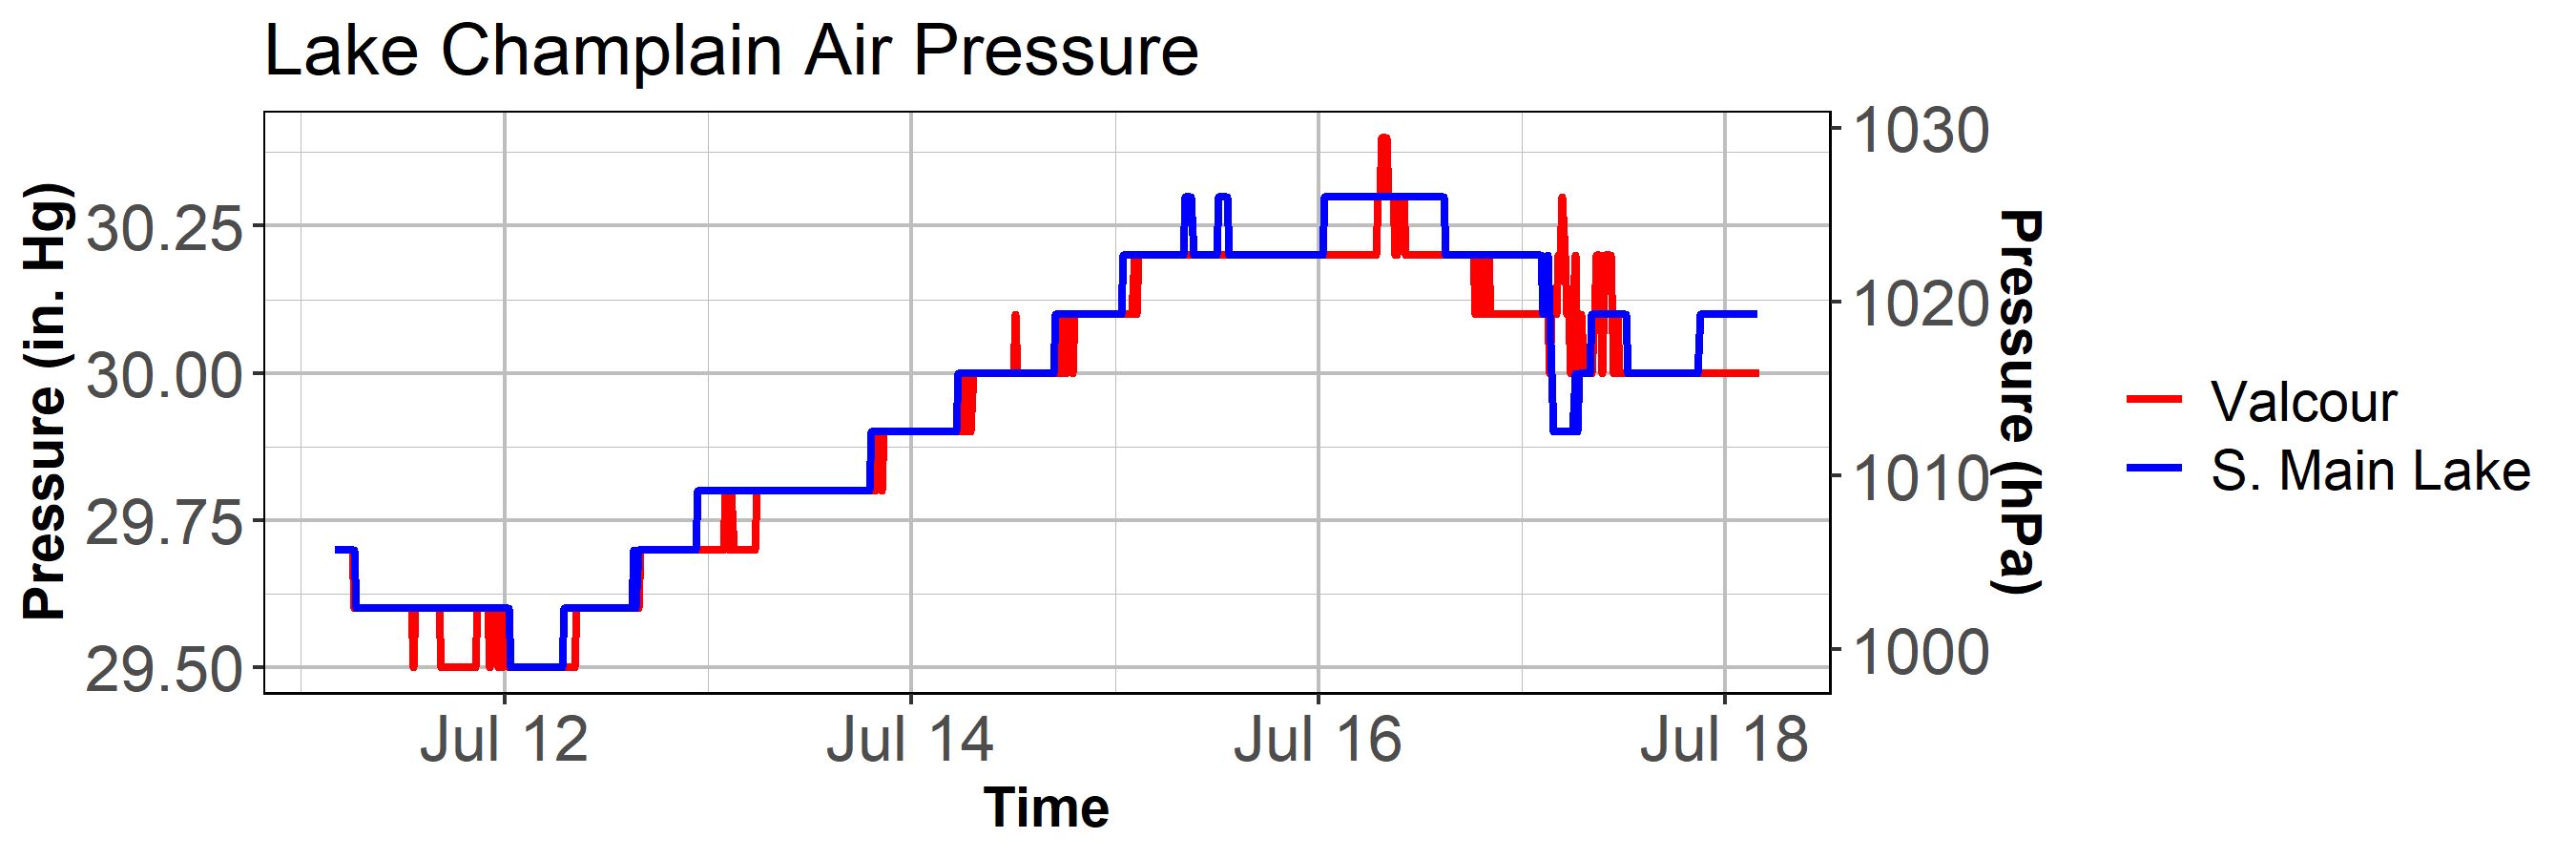 Lake Champlain Air Pressure
Pressure (in. Hg)
30.25
30.00
29.75
29.50
1030
1020
1010
1000
Pressure (hPa)
Jul 12
Jul 14
Jul 16
Jul 18
Time
Valcour
S. Main Lake